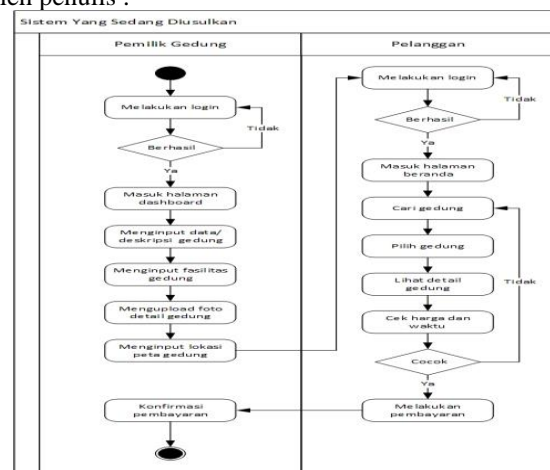 penulis :
Sistem Yang Sedang Diusulkan
Pemilik Gedung
Pelanggan
Melakukan login
Tidak
Berhasil
Ya
Masuk halaman
dashboard
Menginput data/
deskripsi gedung
Menginput fasilitas
gedung
Mengupload foto
detail gedung
Menginput lokasi
peta gedung
Melakukan login
Tidak
Berhasil
Ya
Masuk halaman
beranda
Cari gedung
Pilih gedung
Lihat detail
gedung
Tidak
Cek harga dan
waktu
Cocok
Ya
Melakukan
pembayaran
Konfirmasi
pembayaran